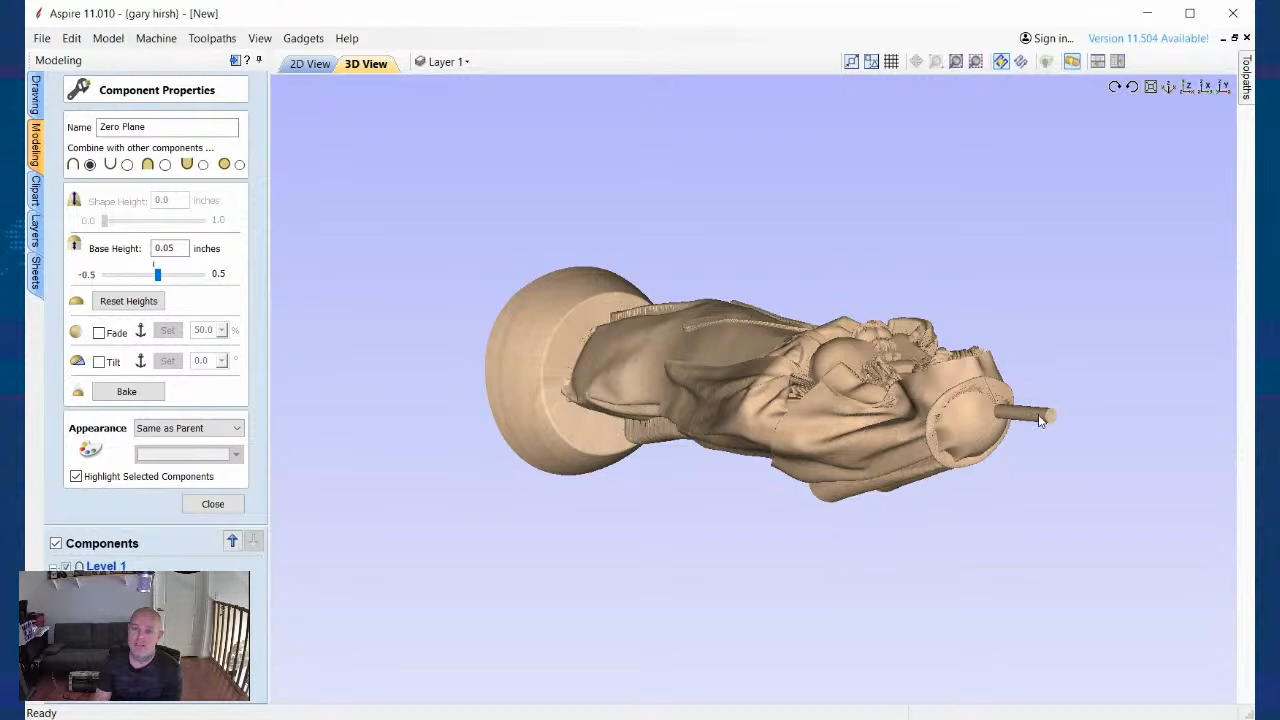 Aspire 11.010 - {gary hirsh} - [New]
File Edit Model Machine Toolpaths View Gadgets Help
Sign in...
Version 11.504 Available!
Modeling
2D View
3D View
Layer 1
Toolpaths
Drawing
Modeling
Clipart
Layers
Sheets
Component Properties
Name Zero Plane
Combine with other components ...
Shape Height: 0.0 inches
0.0 1.0
Base Height: 0.05 inches
-0.5 0.5
Reset Heights
Fade Set 50.0 %
Tilt Set 0.0 °
Bake
Appearance Same as Parent
Highlight Selected Components
Close
Components
Level 1
Ready